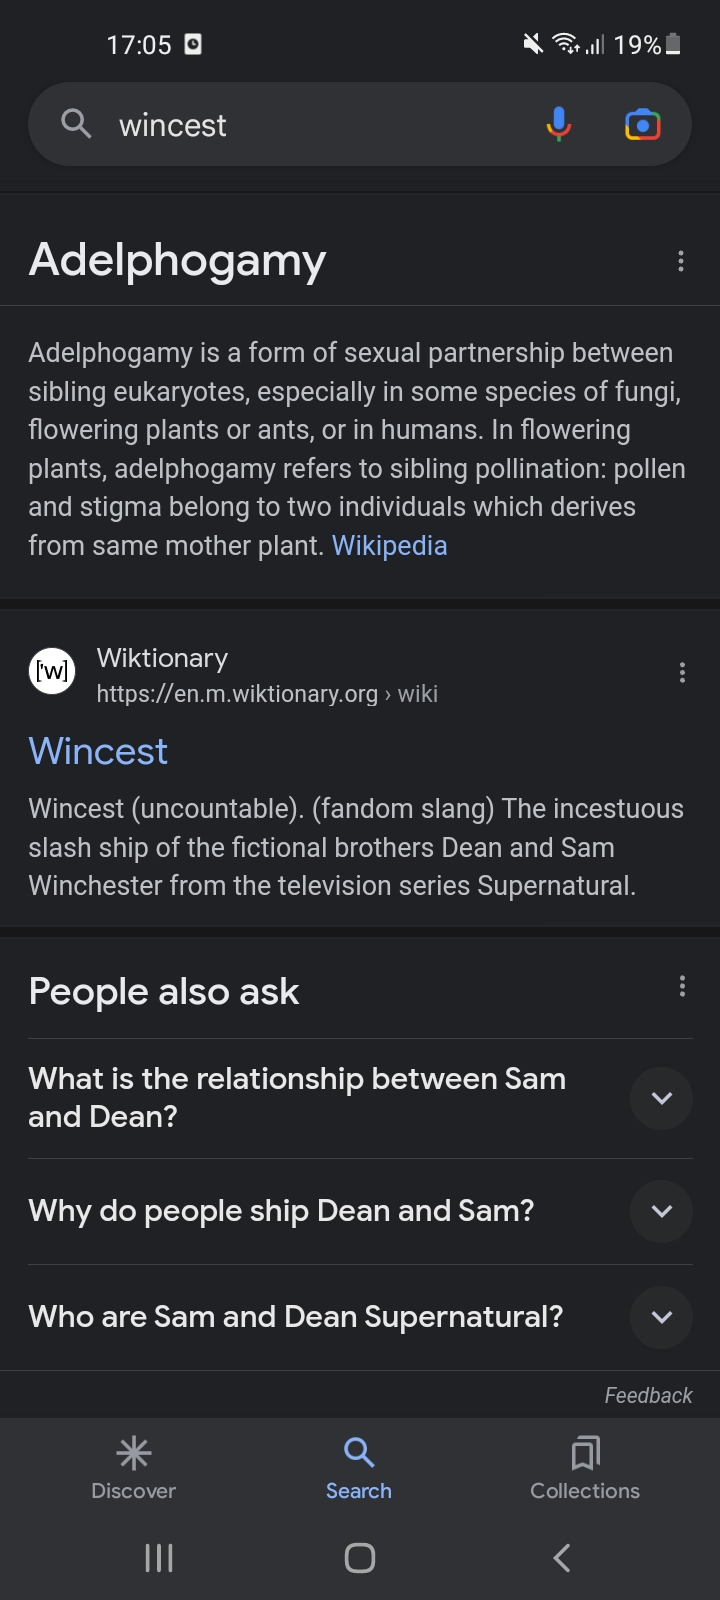 17:05
19%
wincest
Adelphogamy
Adelphogamy is a form of sexual partnership between
sibling eukaryotes, especially in some species of fungi,
flowering plants or ants, or in humans. In flowering
plants, adelphogamy refers to sibling pollination: pollen
and stigma belong to two individuals which derives
from same mother plant. Wikipedia
['w]
Wiktionary
https://en.m.wiktionary.org › wiki
Wincest
Wincest (uncountable). (fandom slang) The incestuous
slash ship of the fictional brothers Dean and Sam
Winchester from the television series Supernatural.
People also ask
What is the relationship between Sam
and Dean?
Why do people ship Dean and Sam?
Who are Sam and Dean Supernatural?
Feedback
Discover
Search
Collections